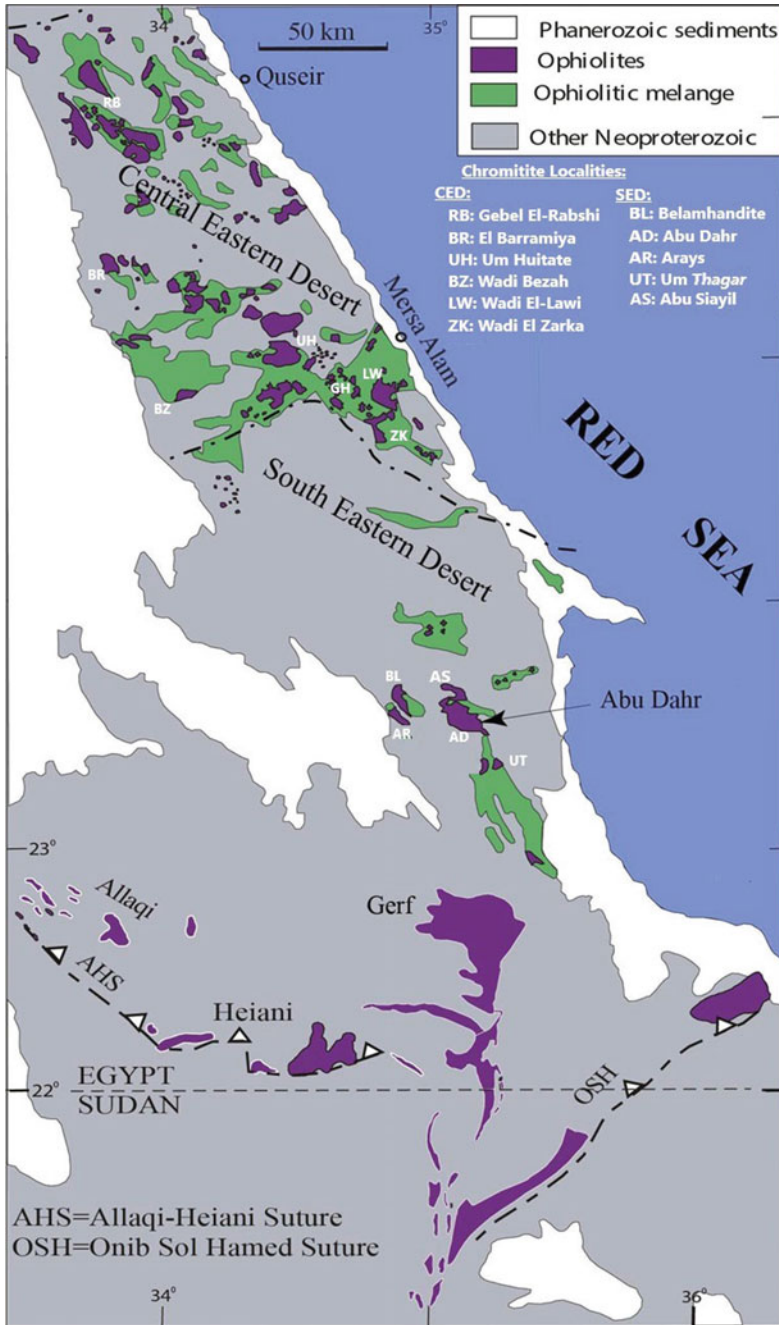 34°
35°
50 km
Phanerozoic sediments
Ophiolites
Ophiolitic melange
Other Neoproterozoic
Quseir
RB
Chromitite Localities:
CED:
RB: Gebel El-Rabshi
BR: El Barramiya
UH: Um Huitate
BZ: Wadi Bezah
LW: Wadi El-Lawi
ZK: Wadi El Zarka
SED:
BL: Belamhandite
AD: Abu Dahr
AR: Arays
UT: Um Thagar
AS: Abu Siayil
Central Eastern Desert
BR
Mersa Alam
UH
GH
LW
BZ
ZK
RED
SEA
South Eastern Desert
BL
AS
Abu Dahr
AR
AD
UT
23°
Allaqi
Gerf
AHS
Heiani
EGYPT
22°
SUDAN
OSH
AHS=Allaqi-Heiani Suture
OSH=Onib Sol Hamed Suture
34°
36°